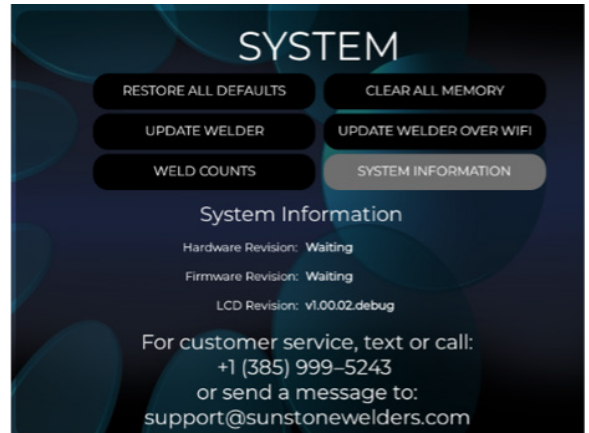 SYSTEM
RESTORE ALL DEFAULTS
CLEAR ALL MEMORY
UPDATE WELDER
UPDATE WELDER OVER WIFI
WELD COUNTS
SYSTEM INFORMATION
System Information
Hardware Revision: Waiting
Firmware Revision: Waiting
LCD Revision: v1.00.02.debug
For customer service, text or call:
+1 (385) 999–5243
or send a message to:
support@sunstonewelders.com